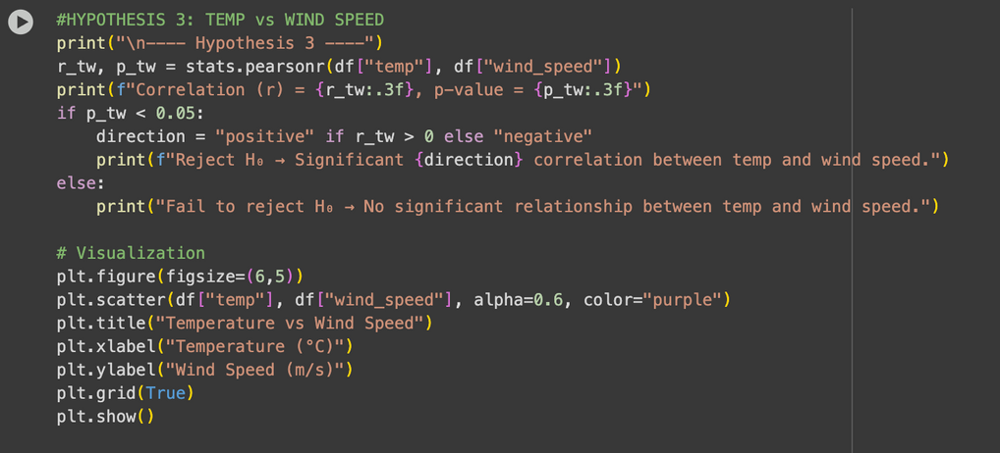 #HYPOTHESIS 3: TEMP vs WIND SPEED
print("\n---- Hypothesis 3 ----")
r_tw, p_tw = stats.pearsonr(df["temp"], df["wind_speed"])
print(f"Correlation (r) = {r_tw:.3f}, p-value = {p_tw:.3f}")
if p_tw < 0.05:
    direction = "positive" if r_tw > 0 else "negative"
    print(f"Reject H₀ → Significant {direction} correlation between temp and wind speed.")
else:
    print("Fail to reject H₀ → No significant relationship between temp and wind speed.")

# Visualization
plt.figure(figsize=(6,5))
plt.scatter(df["temp"], df["wind_speed"], alpha=0.6, color="purple")
plt.title("Temperature vs Wind Speed")
plt.xlabel("Temperature (°C)")
plt.ylabel("Wind Speed (m/s)")
plt.grid(True)
plt.show()